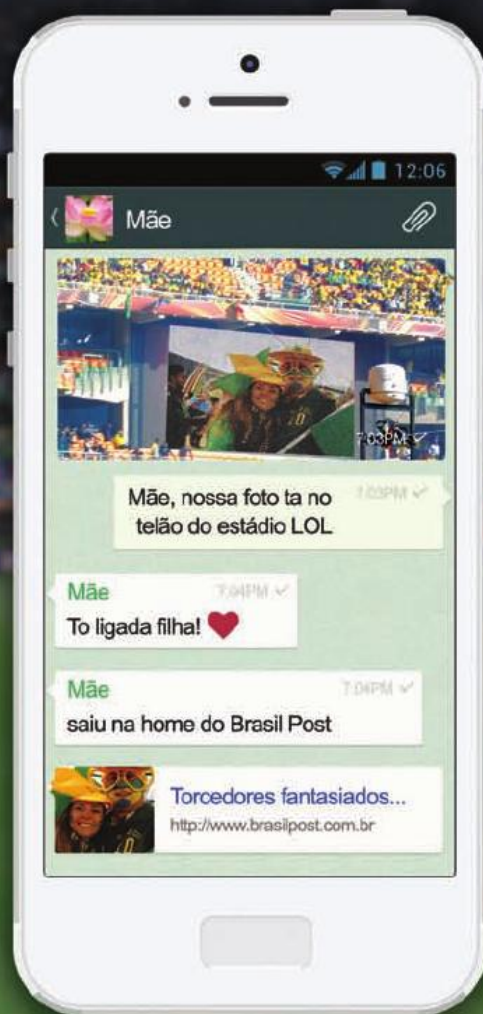 12:06
Mãe
7:03PM
Mãe, nossa foto ta no
7:03PM
telão do estádio LOL
Mãe
7:04PM
To ligada filha!
Mãe
7:04PM
saiu na home do Brasil Post
Torcedores fantasiados...
http://www.brasilpost.com.br